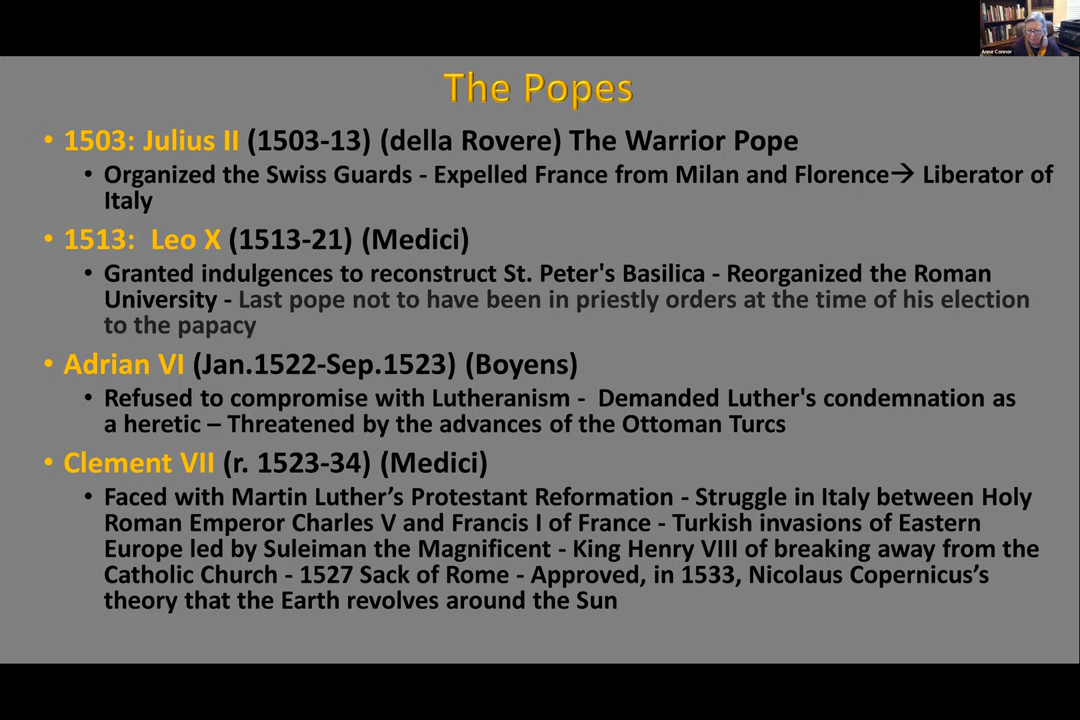 Anne Connor
The Popes
• 1503: Julius II (1503-13) (della Rovere) The Warrior Pope
• Organized the Swiss Guards - Expelled France from Milan and Florence→ Liberator of
Italy
• 1513: Leo X (1513-21) (Medici)
• Granted indulgences to reconstruct St. Peter's Basilica - Reorganized the Roman
University - Last pope not to have been in priestly orders at the time of his election
to the papacy
• Adrian VI (Jan.1522-Sep.1523) (Boyens)
• Refused to compromise with Lutheranism - Demanded Luther's condemnation as
a heretic – Threatened by the advances of the Ottoman Turcs
• Clement VII (r. 1523-34) (Medici)
• Faced with Martin Luther’s Protestant Reformation - Struggle in Italy between Holy
Roman Emperor Charles V and Francis I of France - Turkish invasions of Eastern
Europe led by Suleiman the Magnificent - King Henry VIII of breaking away from the
Catholic Church - 1527 Sack of Rome - Approved, in 1533, Nicolaus Copernicus’s
theory that the Earth revolves around the Sun